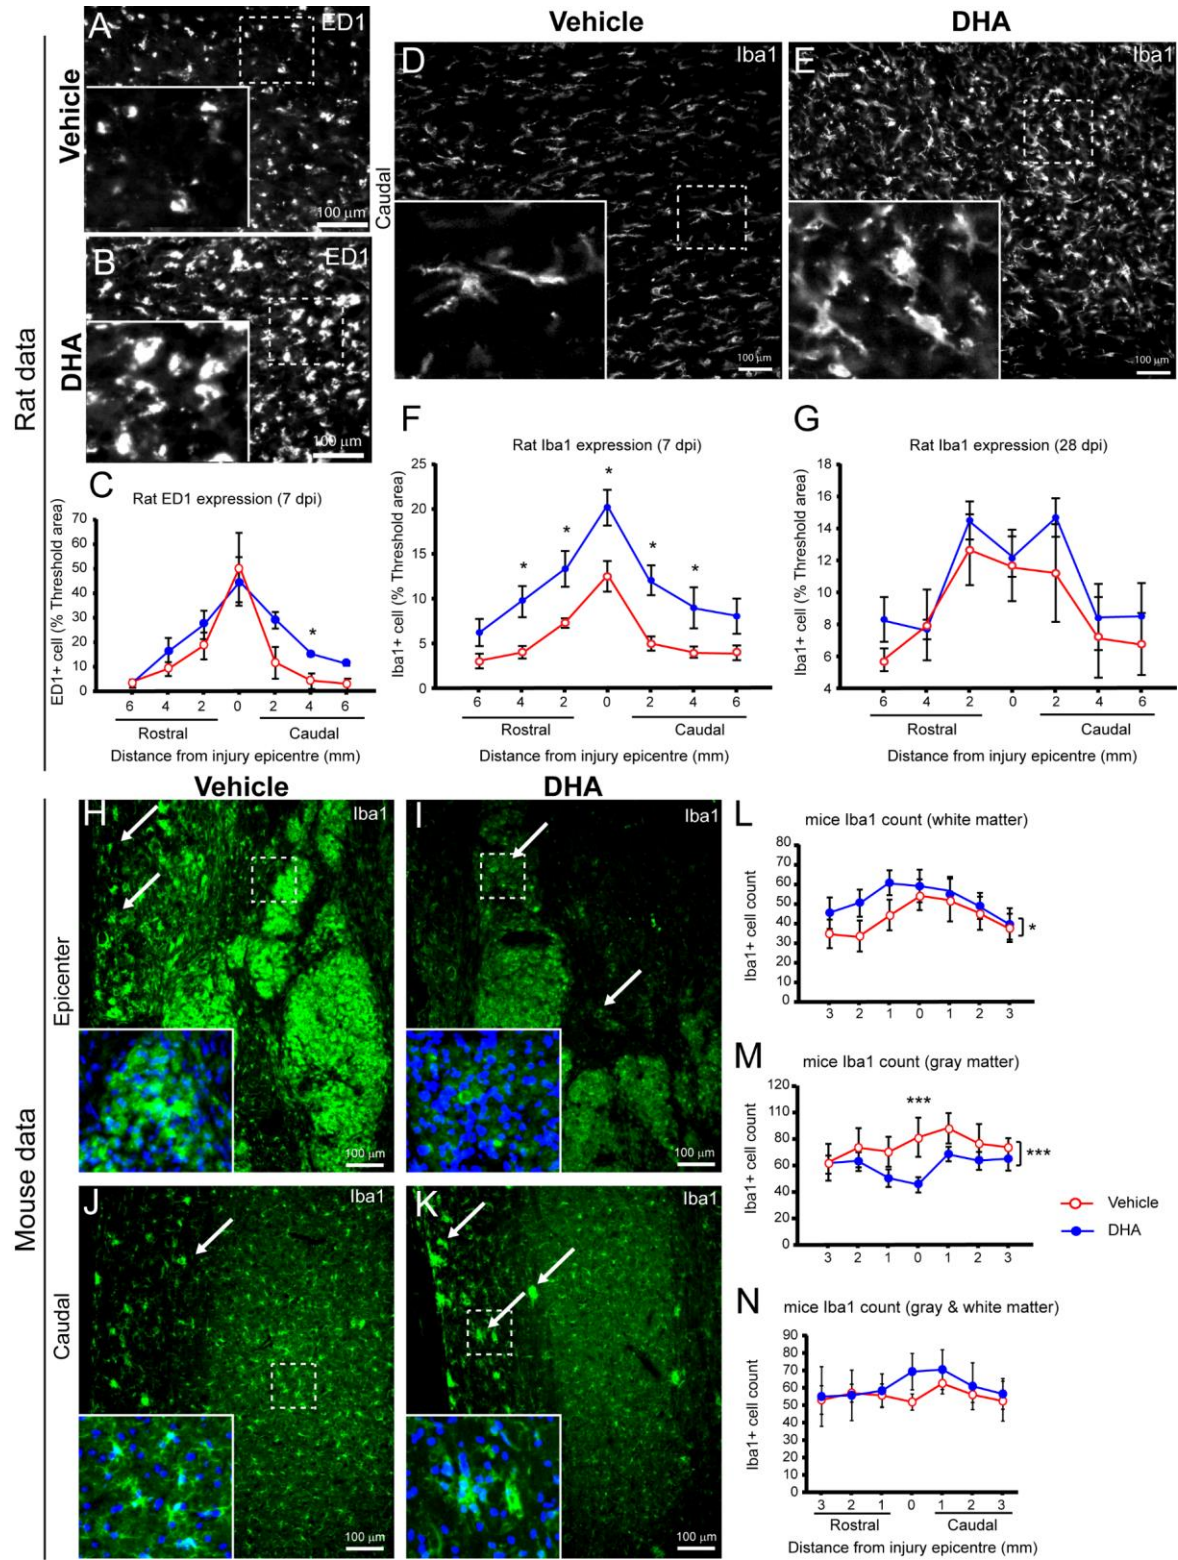 Vehicle
DHA
Rat data
Vehicle
DHA
A
ED1
100 µm
B
ED1
100 µm
Caudal
D
Iba1
100 µm
E
Iba1
100 µm
C
Rat ED1 expression (7 dpi)
ED1+ cell (% Threshold area)
70
60
50
40
30
20
10
0
*
6 4 2 0 2 4 6
Rostral Caudal
Distance from injury epicentre (mm)
F
Rat Iba1 expression (7 dpi)
Iba1+ cell (% Threshold area)
25
20
15
10
5
0
* * * * *
6 4 2 0 2 4 6
Rostral Caudal
Distance from injury epicentre (mm)
G
Rat Iba1 expression (28 dpi)
Iba1+ cell (% Threshold area)
18
16
14
12
10
8
6
4
6 4 2 0 2 4 6
Rostral Caudal
Distance from injury epicentre (mm)
Mouse data
Vehicle
DHA
Epicenter
H
Iba1
100 µm
I
Iba1
100 µm
Caudal
J
Iba1
100 µm
K
Iba1
100 µm
L
mice Iba1 count (white matter)
Iba1+ cell count
80
70
60
50
40
30
20
10
0
*
3 2 1 0 1 2 3
M
mice Iba1 count (gray matter)
Iba1+ cell count
120
100
80
60
40
20
0
***
***
3 2 1 0 1 2 3
Vehicle
DHA
N
mice Iba1 count (gray & white matter)
Iba1+ cell count
90
80
70
60
50
40
30
20
10
0
3 2 1 0 1 2 3
Rostral Caudal
Distance from injury epicentre (mm)